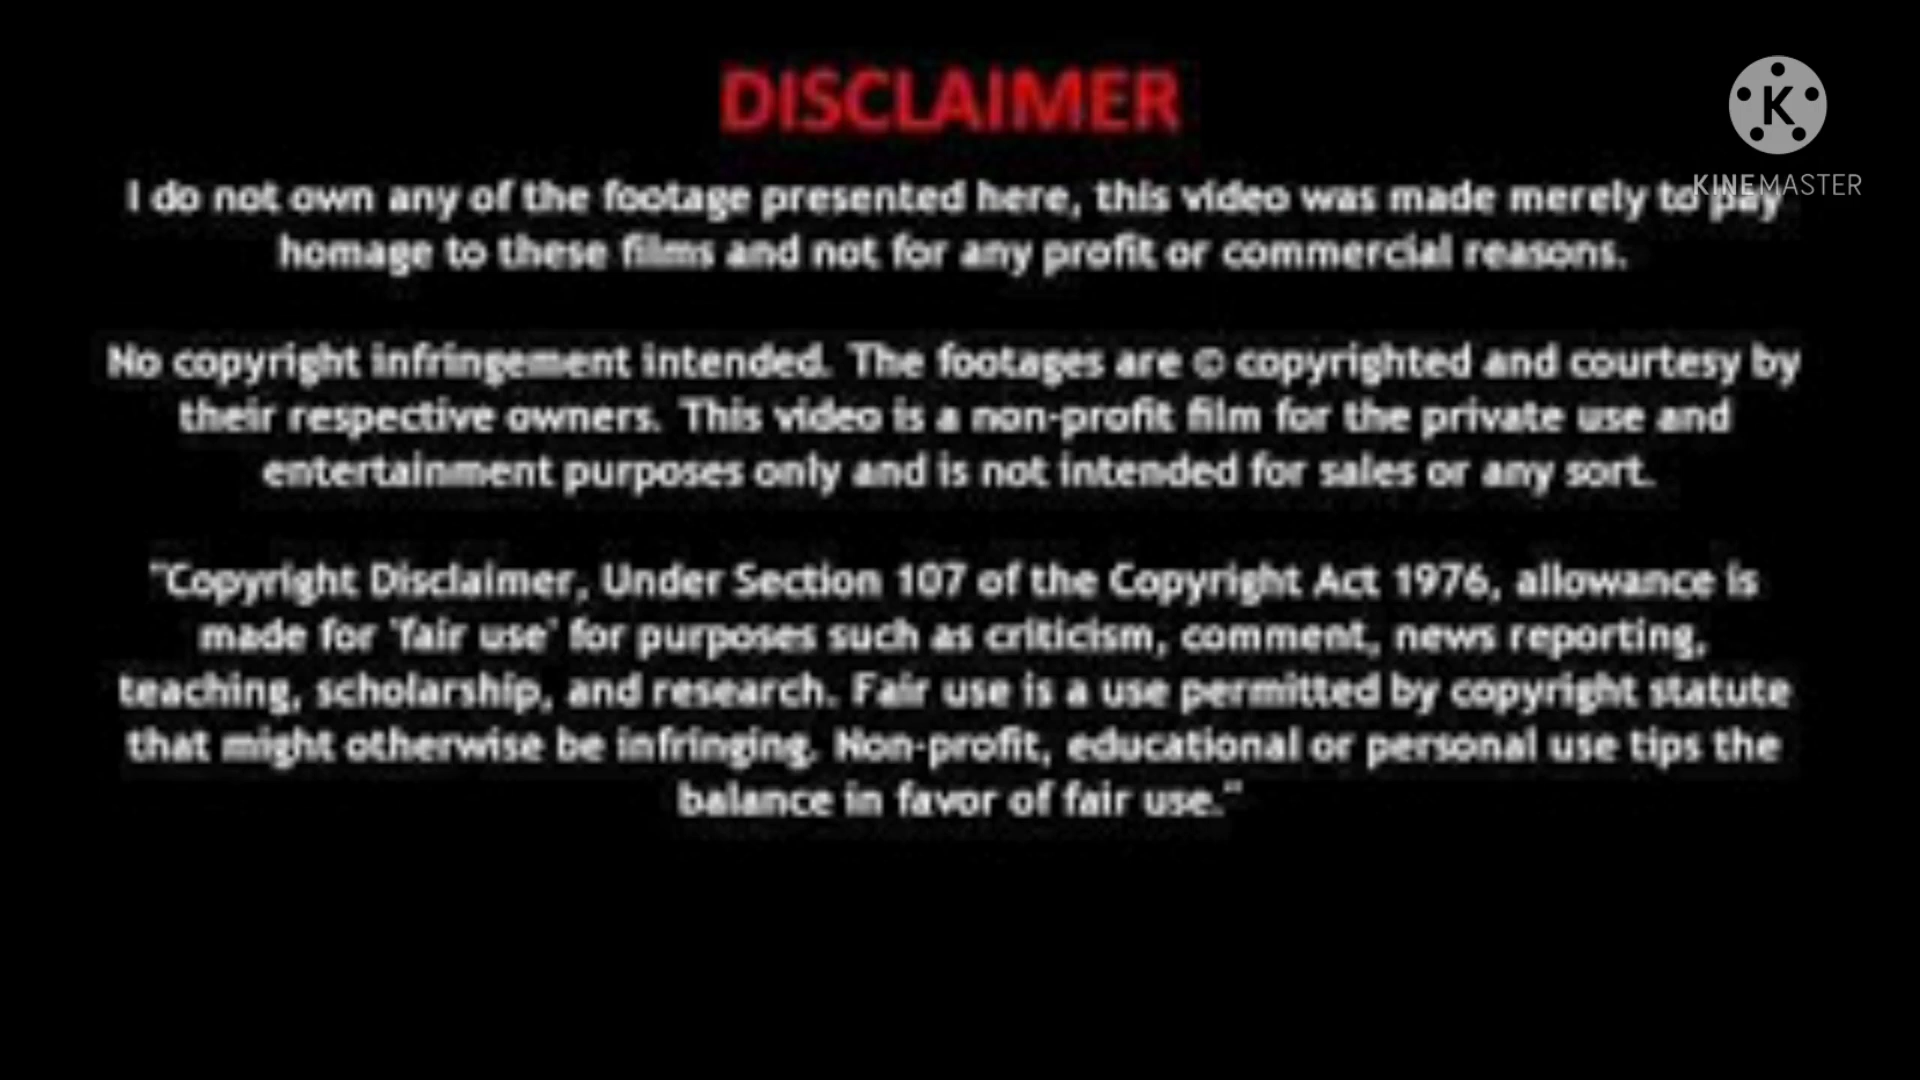 DISCLAIMER
K
KINEMASTER
I do not own any of the footage presented here, this video was made merely to pay
homage to these films and not for any profit or commercial reasons.
No copyright infringement intended. The footages are © copyrighted and courtesy by
their respective owners. This video is a non-profit film for the private use and
entertainment purposes only and is not intended for sales or any sort.
"Copyright Disclaimer, Under Section 107 of the Copyright Act 1976, allowance is
made for 'fair use' for purposes such as criticism, comment, news reporting,
teaching, scholarship, and research. Fair use is a use permitted by copyright statute
that might otherwise be infringing. Non-profit, educational or personal use tips the
balance in favor of fair use."